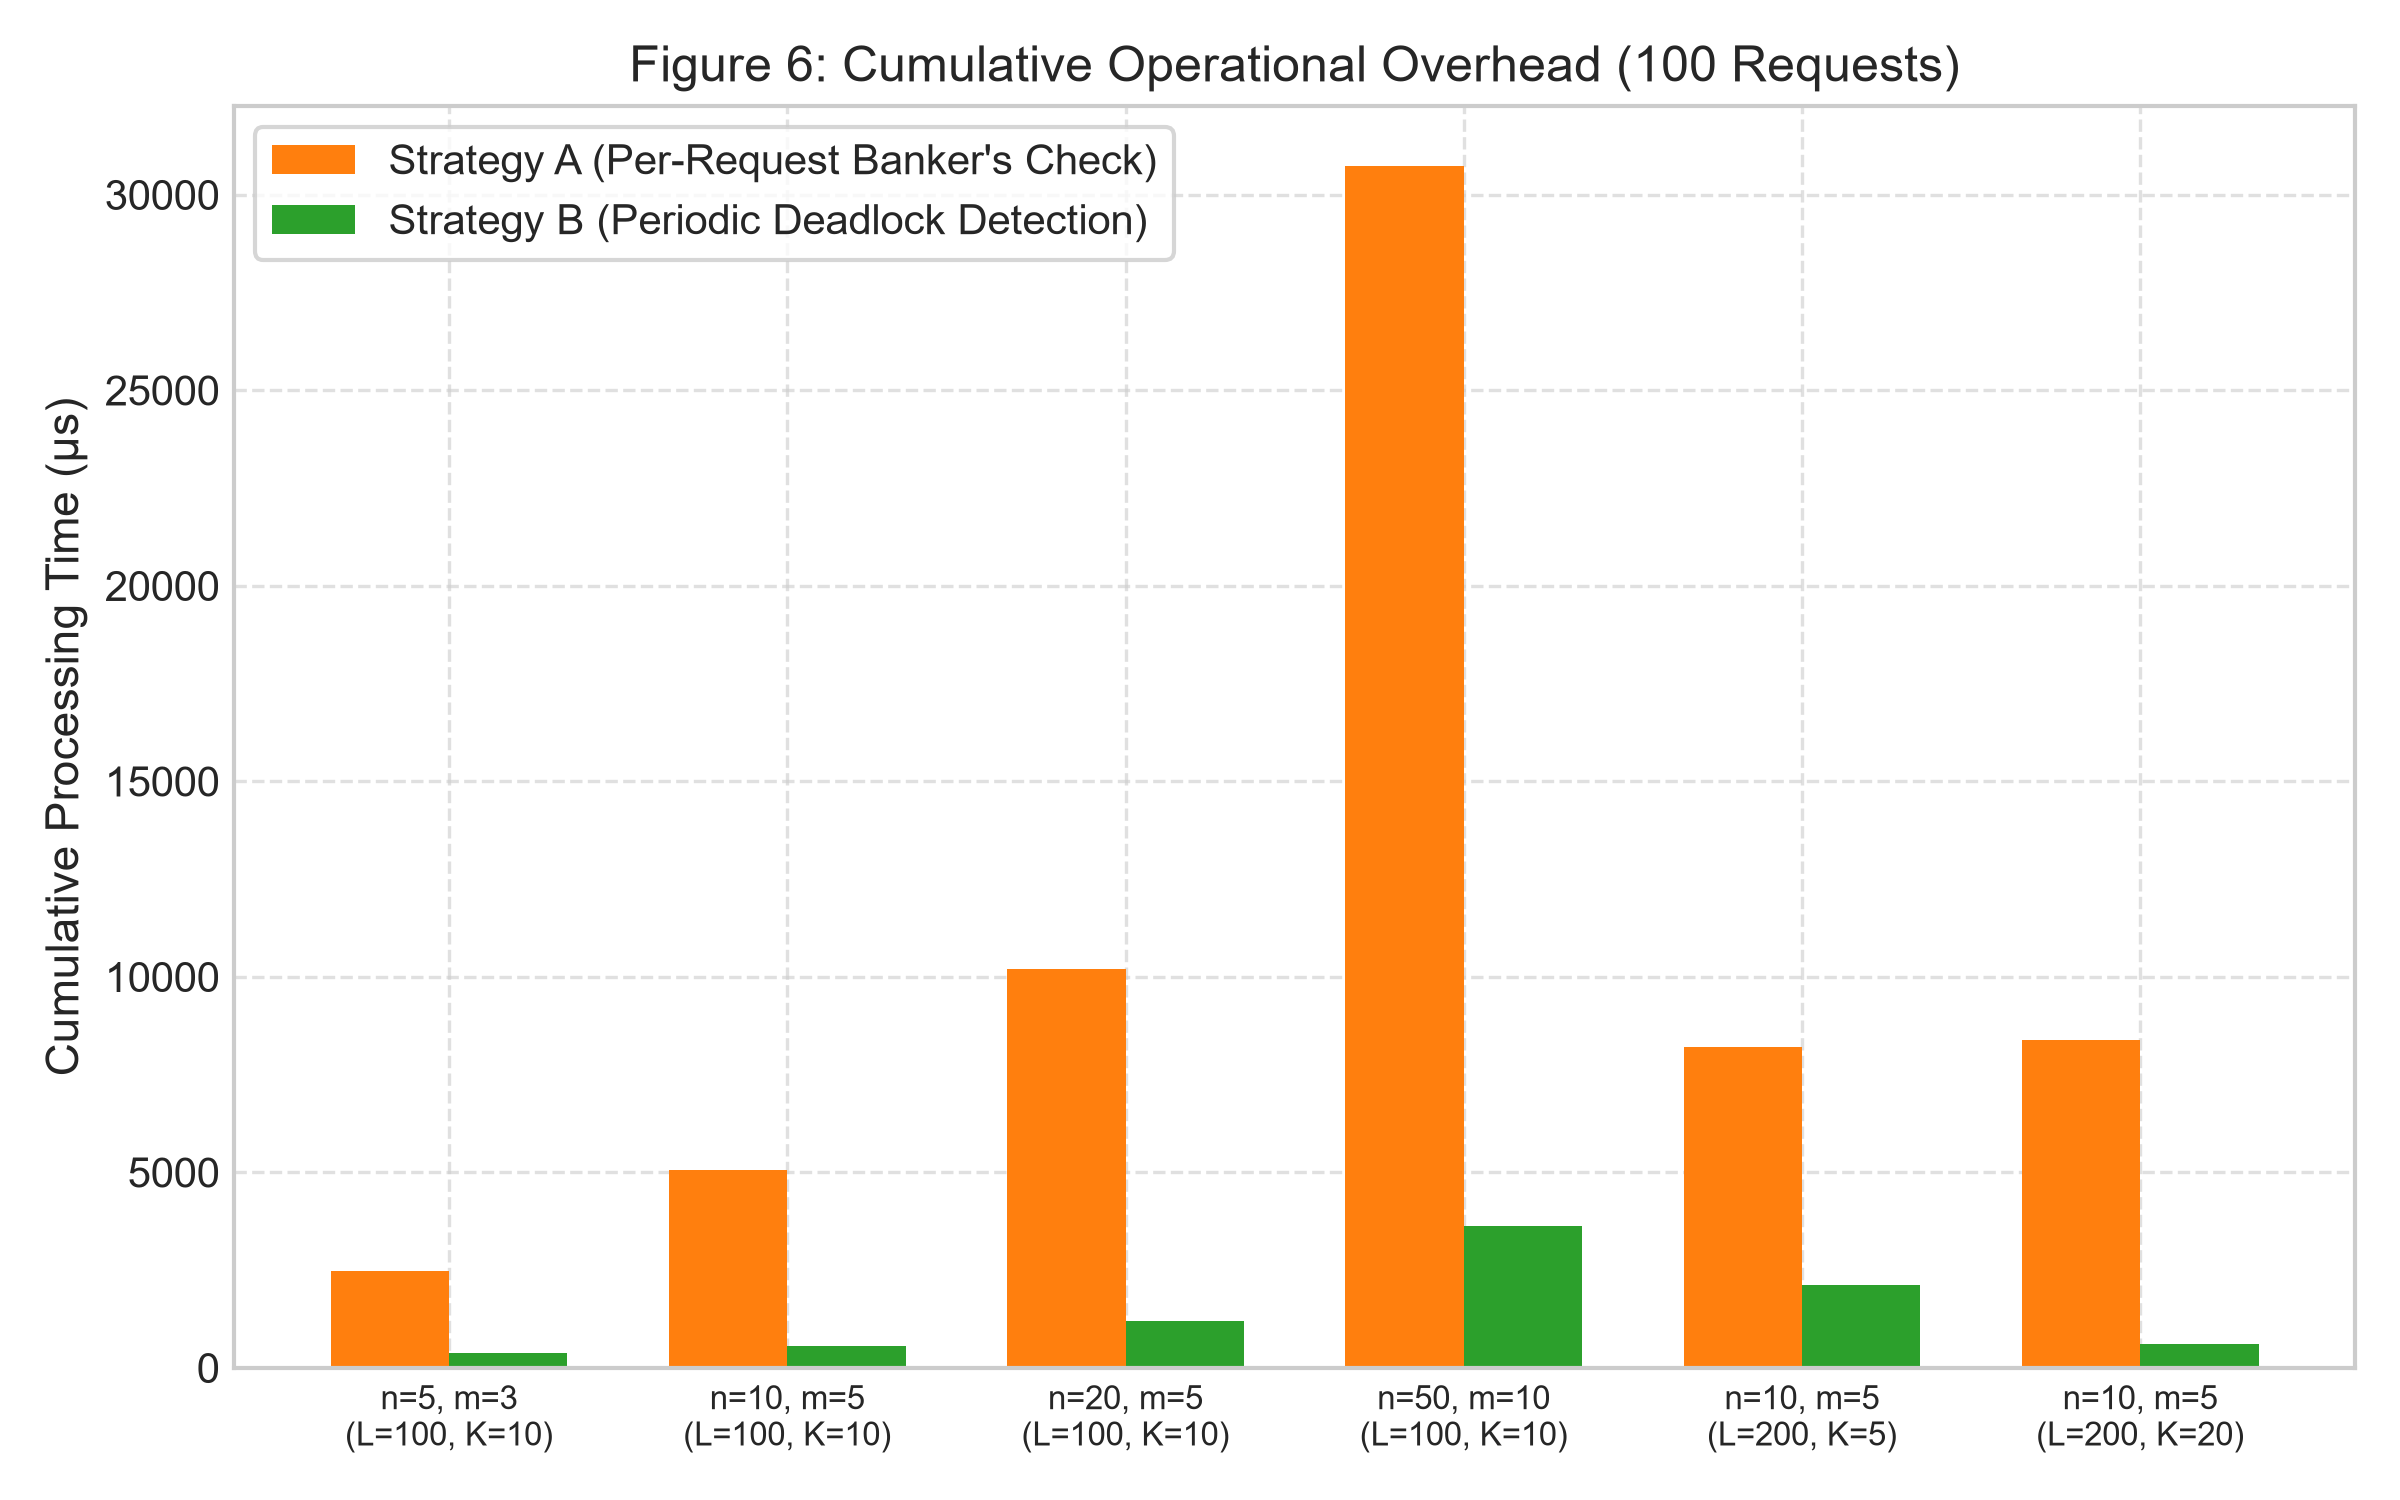 Figure 6: Cumulative Operational Overhead (100 Requests)
Strategy A (Per-Request Banker's Check)
Strategy B (Periodic Deadlock Detection)
Cumulative Processing Time (μs)
30000
25000
20000
15000
10000
5000
0
n=5, m=3
(L=100, K=10)
n=10, m=5
(L=100, K=10)
n=20, m=5
(L=100, K=10)
n=50, m=10
(L=100, K=10)
n=10, m=5
(L=200, K=5)
n=10, m=5
(L=200, K=20)